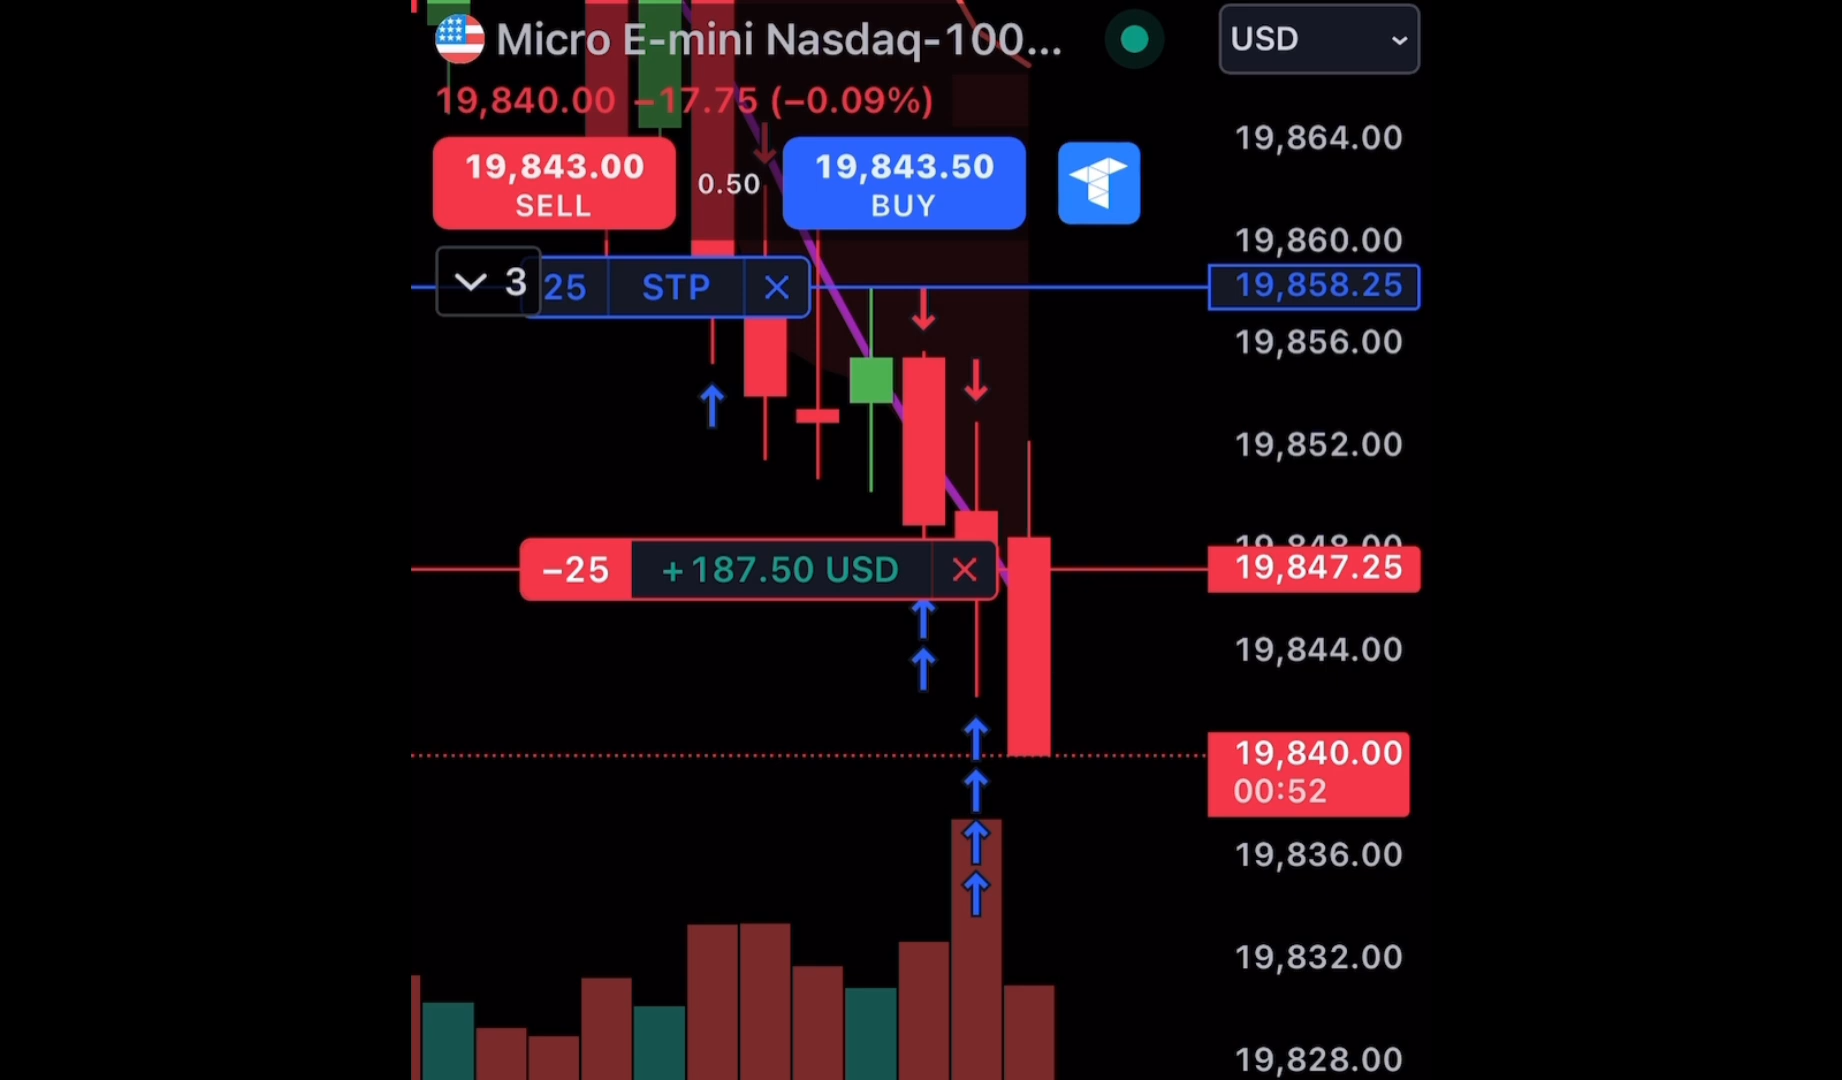 Micro E-mini Nasdaq-100...
USD
19,840.00 −17.75 (−0.09%)
19,843.00
SELL
0.50
19,843.50
BUY
3
25 STP
−25 +187.50 USD
19,864.00
19,860.00
19,858.25
19,856.00
19,852.00
19,848.00
19,847.25
19,844.00
19,840.00
00:52
19,836.00
19,832.00
19,828.00